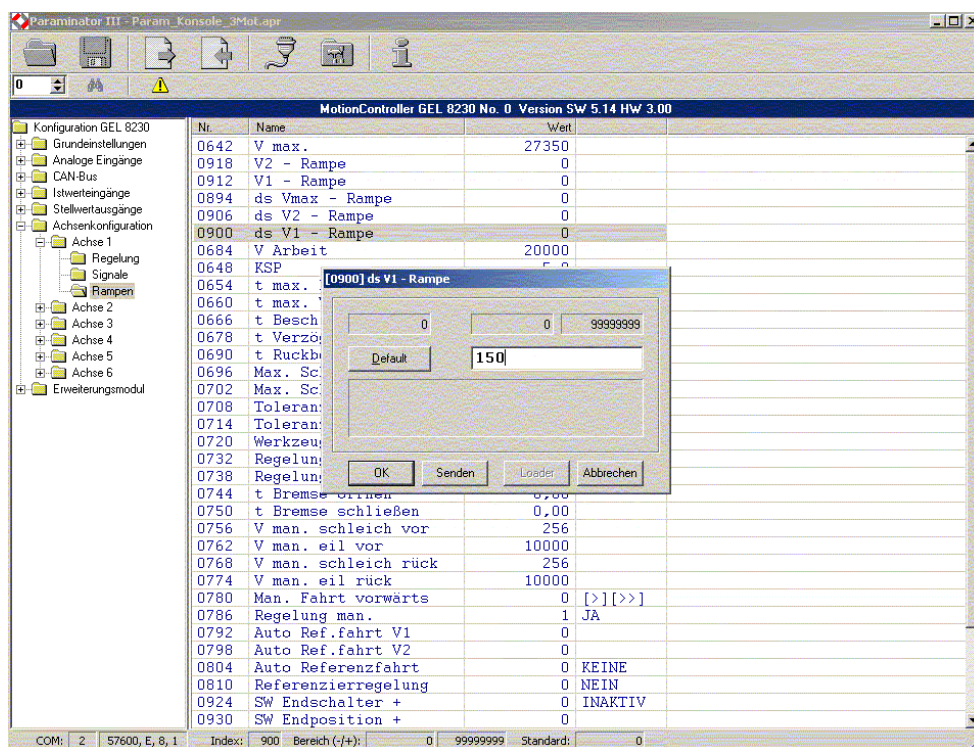 Paraminator III - Param_Konsole_3Mot.apr
0
MotionController GEL 8230 No. 0 Version SW 5.14 HW 3.00
Konfiguration GEL 8230
Grundeinstellungen
Analoge Eingänge
CAN-Bus
Istwerteingänge
Stellwertausgänge
Achsenkonfiguration
Achse 1
Regelung
Signale
Rampen
Achse 2
Achse 3
Achse 4
Achse 5
Achse 6
Erweiterungsmodul
Nr. Name Wert
0642 V max. 27350
0918 V2 - Rampe 0
0912 V1 - Rampe 0
0894 ds Vmax - Rampe 0
0906 ds V2 - Rampe 0
0900 ds V1 - Rampe 0
0684 V Arbeit 20000
0648 KSP 5,0
0654 t max.
0660 t max.
0666 t Besch
0678 t Verzö
0690 t Ruckb
0696 Max. Sc
0702 Max. Sc
0708 Toleran
0714 Toleran
0720 Werkzeu
0732 Regelun
0738 Regelun
0744 t Bremse öffnen 0,00
0750 t Bremse schließen 0,00
0756 V man. schleich vor 256
0762 V man. eil vor 10000
0768 V man. schleich rück 256
0774 V man. eil rück 10000
0780 Man. Fahrt vorwärts 0 [>][>>]
0786 Regelung man. 1 JA
0792 Auto Ref.fahrt V1 0
0798 Auto Ref.fahrt V2 0
0804 Auto Referenzfahrt 0 KEINE
0810 Referenzierregelung 0 NEIN
0924 SW Endschalter + 0 INAKTIV
0930 SW Endposition + 0
[0900] ds V1 - Rampe
0 0 99999999
Default 150
OK Senden Loader Abbrechen
COM: 2 57600, E, 8, 1 Index: 900 Bereich (-/+): 0 99999999 Standard: 0